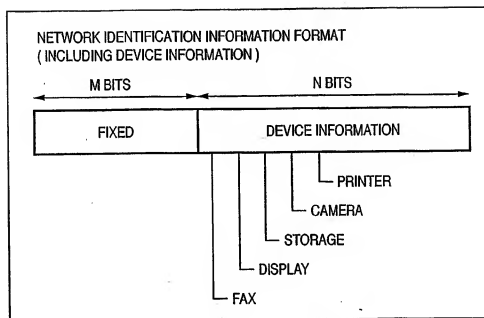 NETWORK IDENTIFICATION INFORMATION FORMAT
( INCLUDING DEVICE INFORMATION )
M BITS N BITS
FIXED DEVICE INFORMATION
PRINTER
CAMERA
STORAGE
DISPLAY
FAX